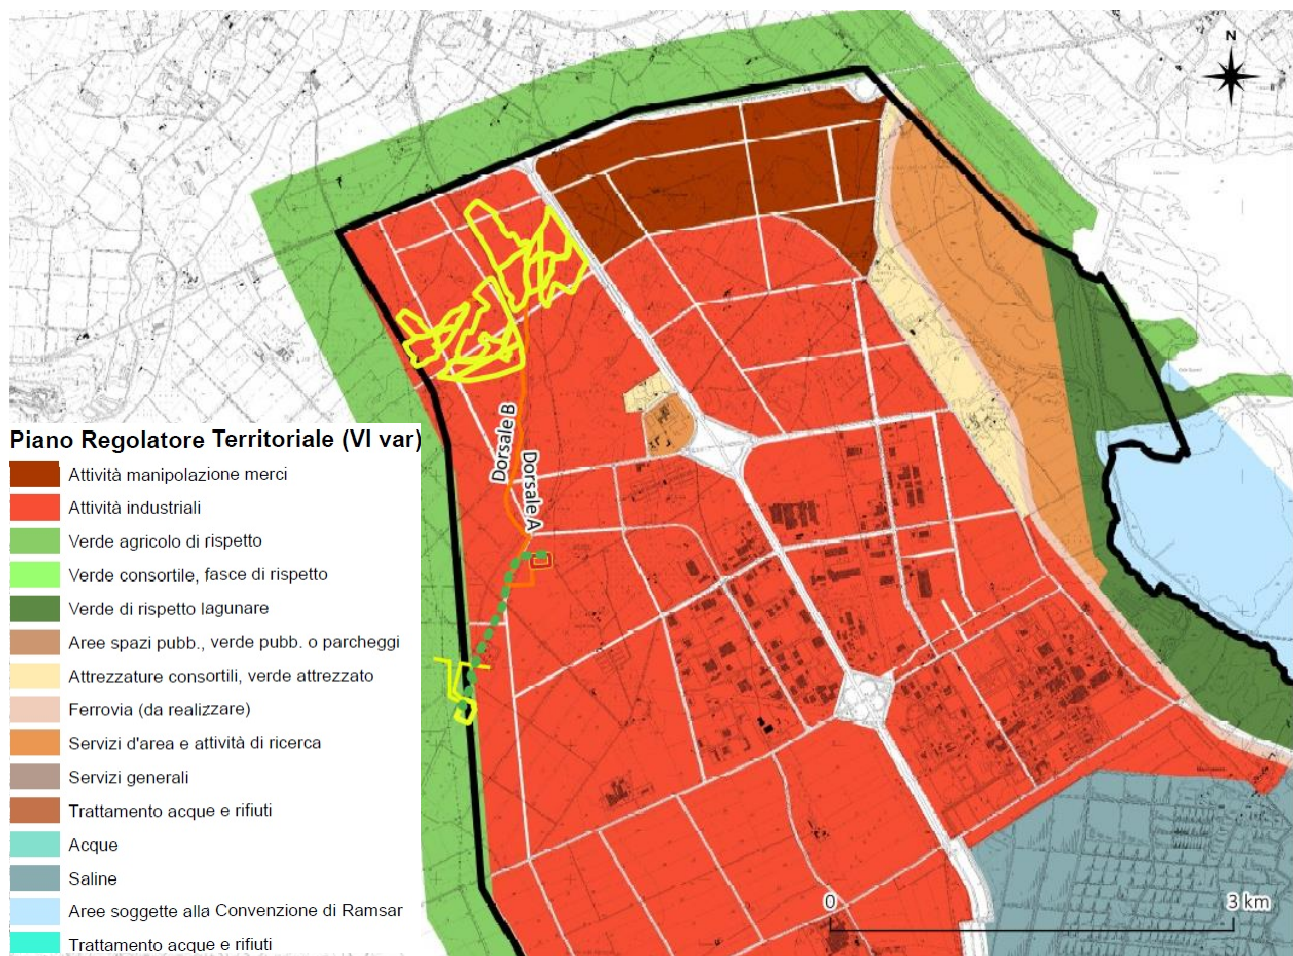 N
Dorsale B
Dorsale A
Piano Regolatore Territoriale (VI var)
Attività manipolazione merci
Attività industriali
Verde agricolo di rispetto
Verde consortile, fasce di rispetto
Verde di rispetto lagunare
Aree spazi pubb., verde pubb. o parcheggi
Attrezzature consortili, verde attrezzato
Ferrovia (da realizzare)
Servizi d'area e attività di ricerca
Servizi generali
Trattamento acque e rifiuti
Acque
Saline
Aree soggette alla Convenzione di Ramsar
Trattamento acque e rifiuti
0 3 km